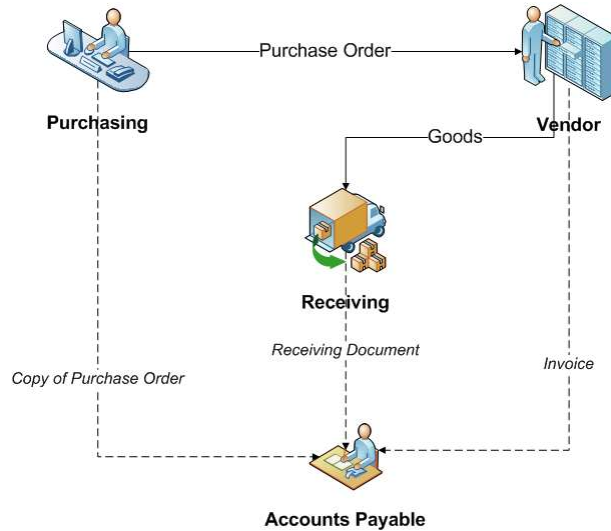 Purchase Order
Purchasing
Vendor
Goods
Receiving
Receiving Document
Invoice
Copy of Purchase Order
Accounts Payable